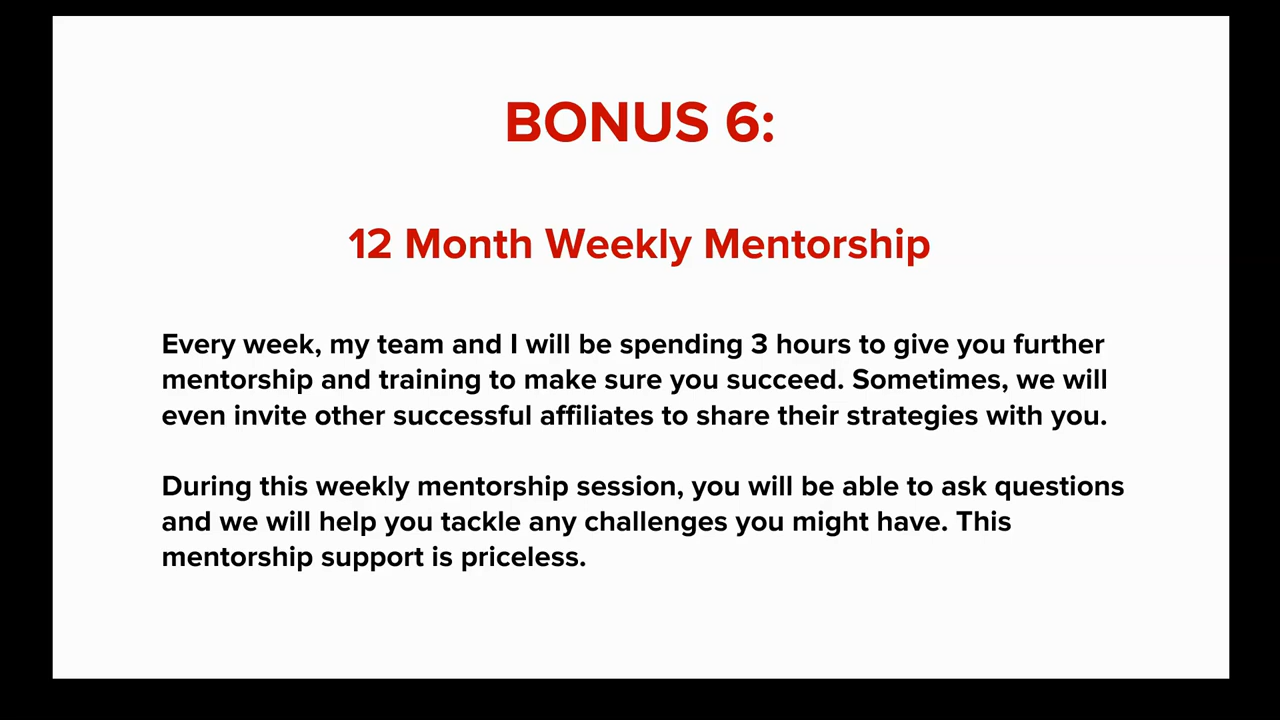 BONUS 6:
12 Month Weekly Mentorship
Every week, my team and I will be spending 3 hours to give you further
mentorship and training to make sure you succeed. Sometimes, we will
even invite other successful affiliates to share their strategies with you.
During this weekly mentorship session, you will be able to ask questions
and we will help you tackle any challenges you might have. This
mentorship support is priceless.